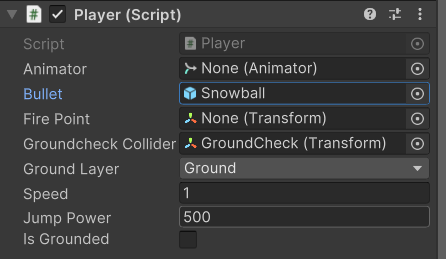 Player (Script)
Script Player
Animator None (Animator)
Bullet Snowball
Fire Point None (Transform)
Groundcheck Collider GroundCheck (Transform)
Ground Layer Ground
Speed 1
Jump Power 500
Is Grounded